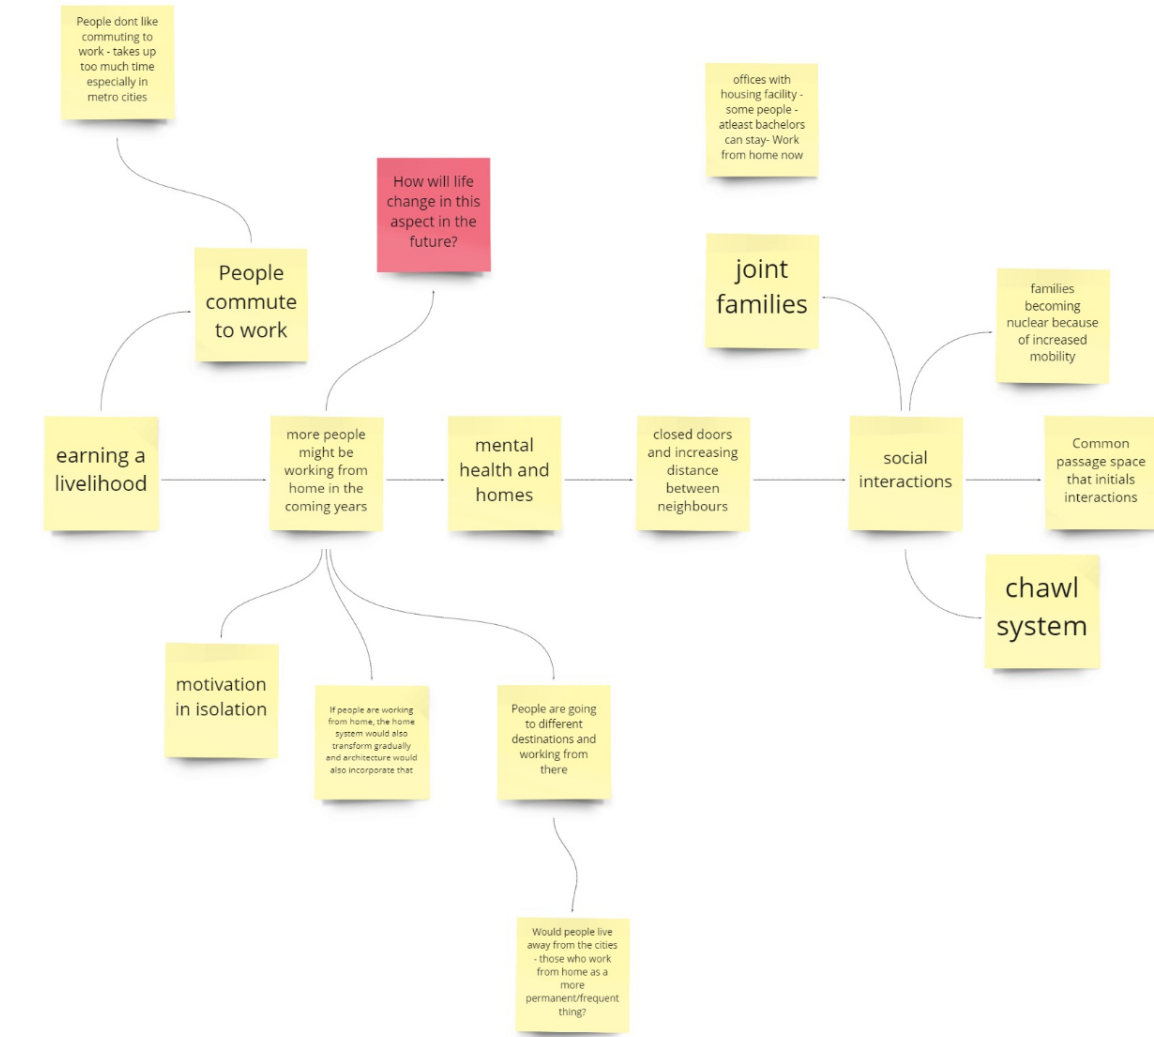 People dont like
commuting to
work - takes up
too much time
especially in
metro cities
offices with
housing facility -
some people -
atleast bachelors
can stay- Work
from home now
How will life
change in this
aspect in the
future?
People
commute
to work
joint
families
families
becoming
nuclear because
of increased
mobility
earning a
livelihood
more people
might be
working from
home in the
coming years
mental
health and
homes
closed doors
and increasing
distance
between
neighbours
social
interactions
Common
passage space
that initials
interactions
chawl
system
motivation
in isolation
If people are working
from home, the home
system would also
transform gradually
and architecture would
also incorporate that
People are going
to different
destinations and
working from
there
Would people live
away from the cities
- those who work
from home as a
more
permanent/frequent
thing?